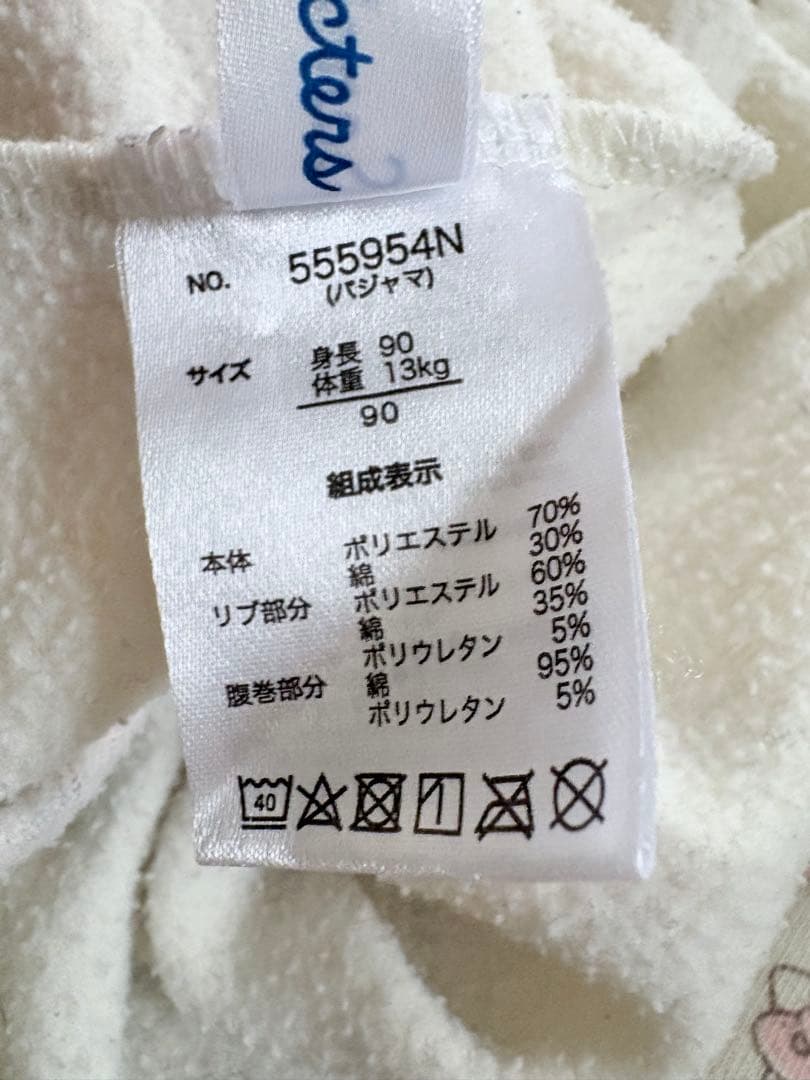 cters
NO. 555954N
(パジャマ)
サイズ 身長 90
体重 13kg
90
組成表示
本体 ポリエステル 70%
綿 30%
リブ部分 ポリエステル 60%
綿 35%
ポリウレタン 5%
腹巻部分 綿 95%
ポリウレタン 5%
40